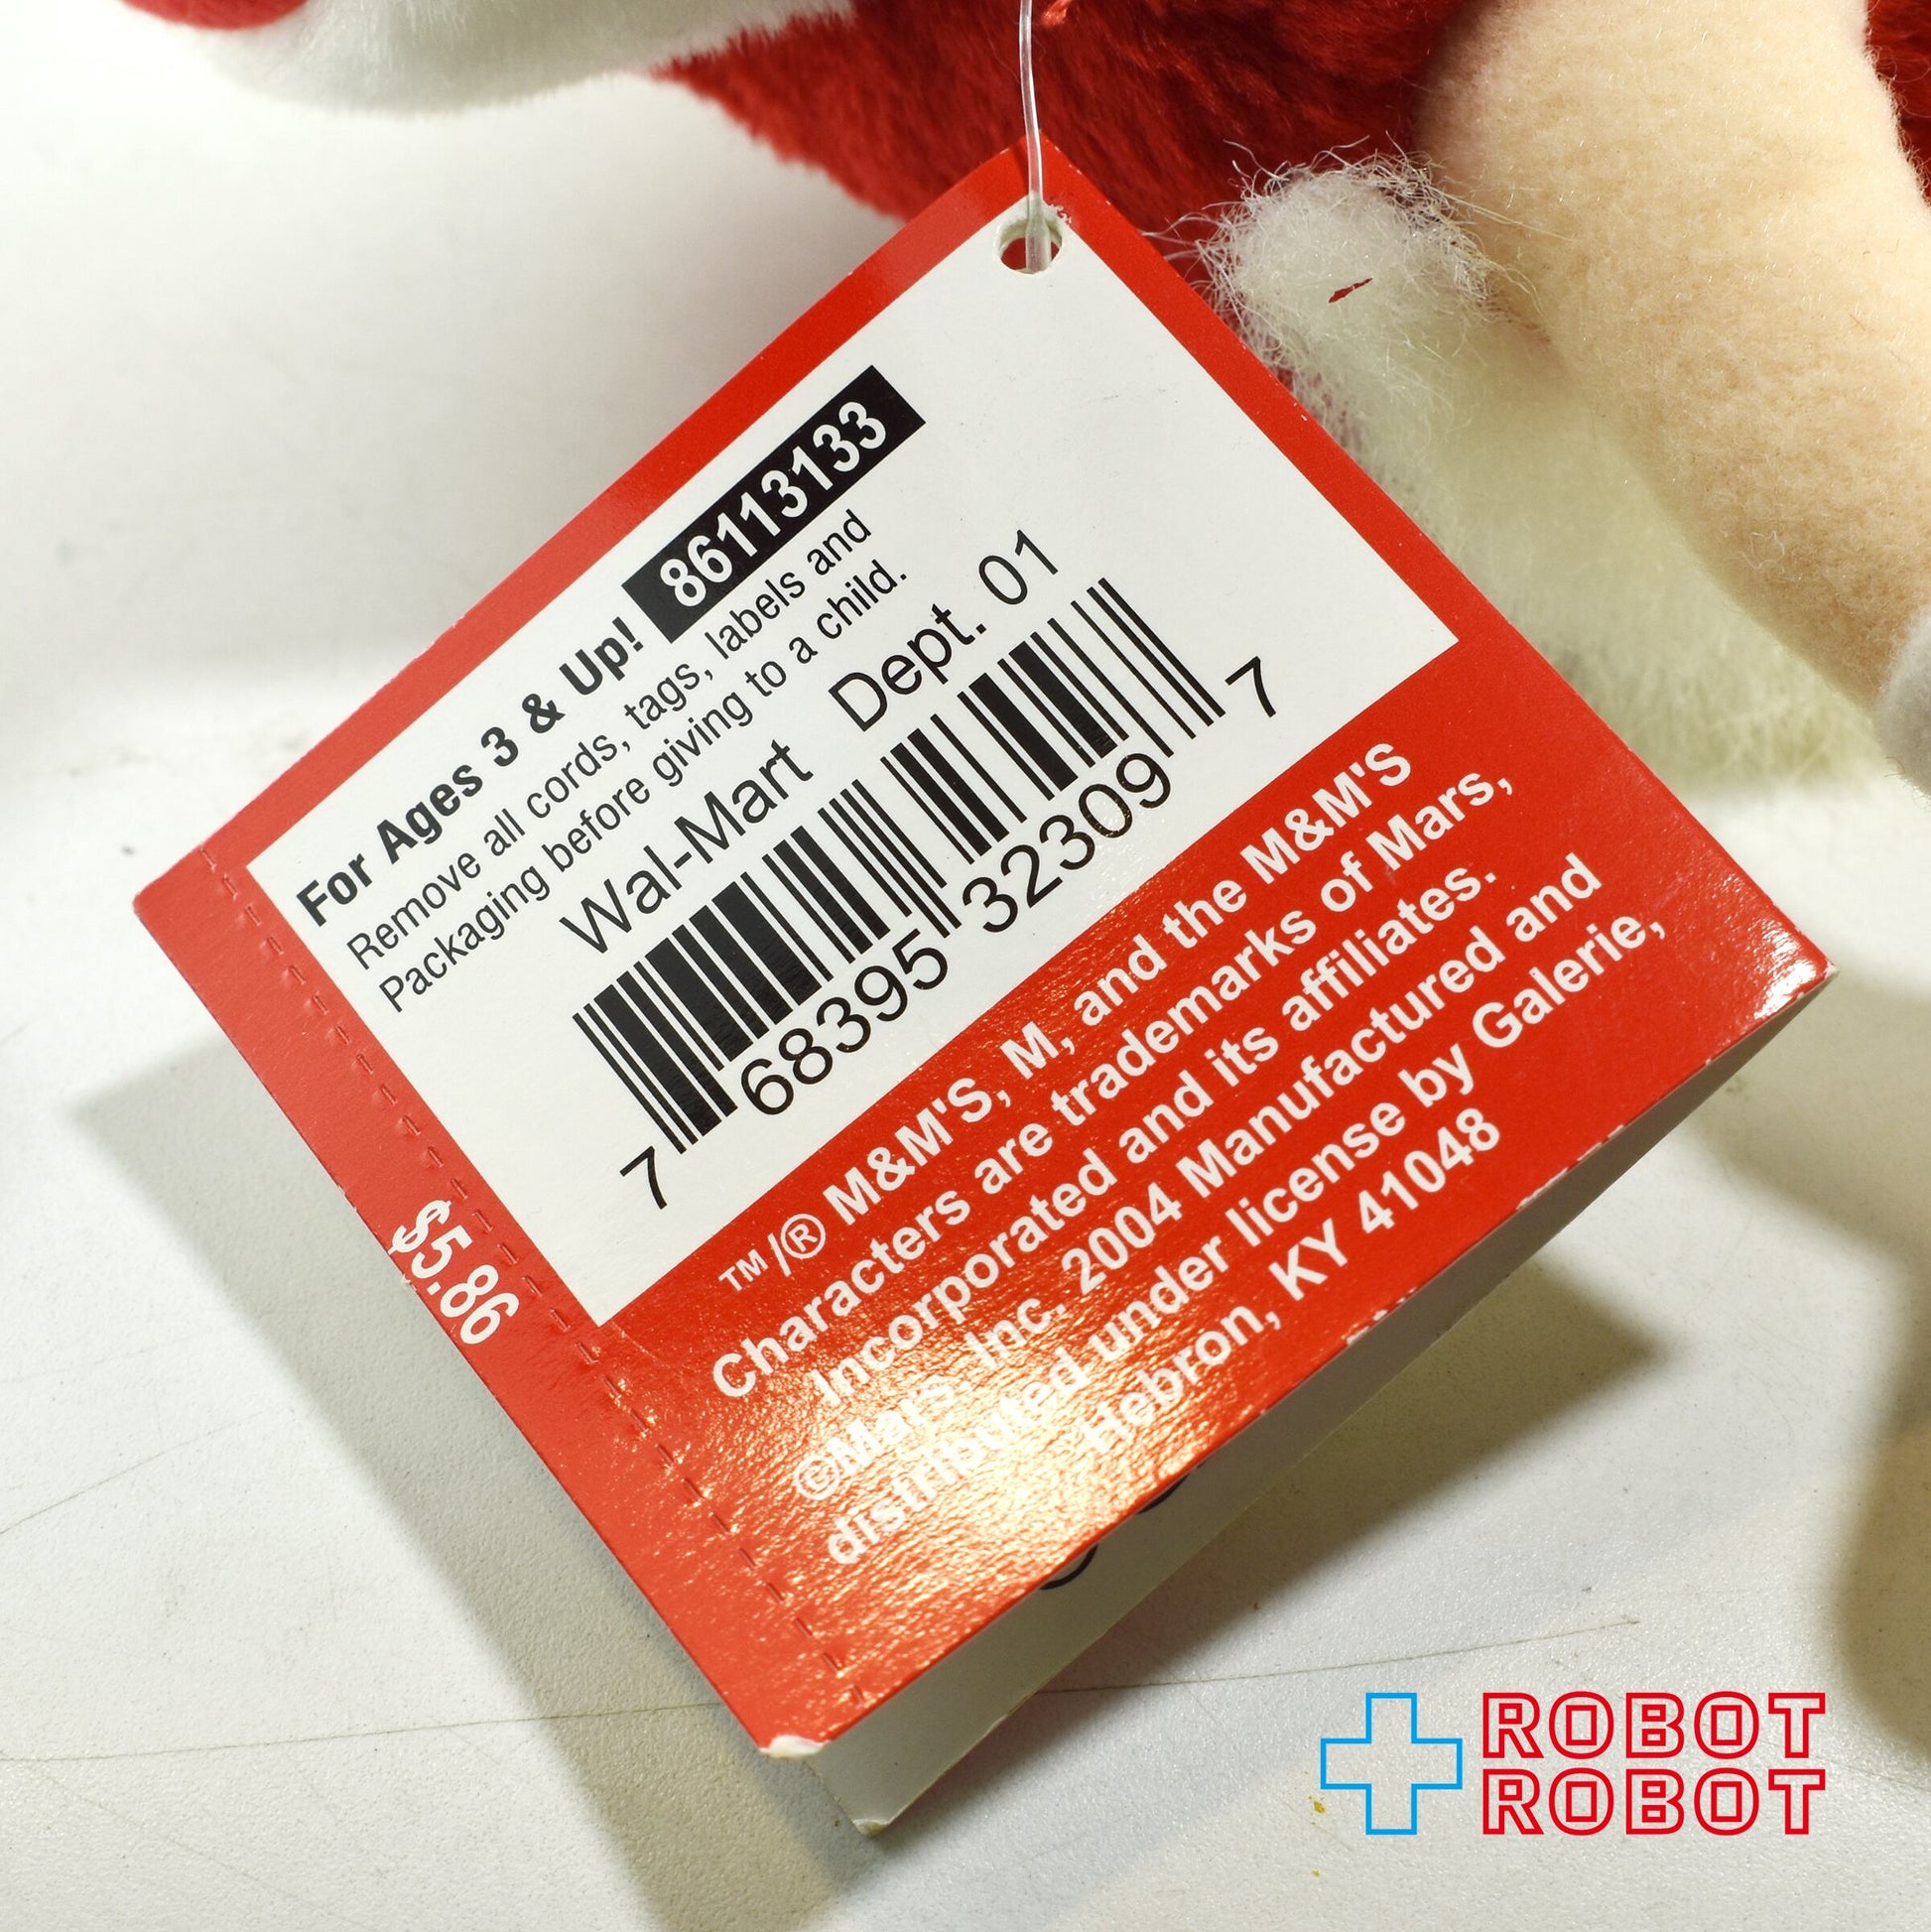 For Ages 3 & Up! 86113133
Remove all cords, tags, labels and
Packaging before giving to a child.
Wal-Mart Dept. 01
7 68395 32309 7
TM/® M&M'S, M, and the M&M'S
Characters are trademarks of Mars,
Incorporated and its affiliates.
©Mars, Inc. 2004 Manufactured and
distributed under license by Galerie,
Hebron, KY 41048
$5.86
ROBOT
ROBOT